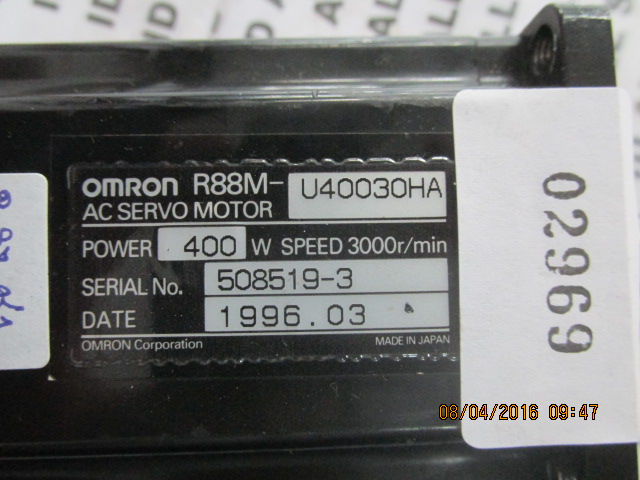 OMRON R88M- U40030HA
AC SERVO MOTOR
POWER 400 W SPEED 3000r/min
SERIAL No. 508519-3
DATE 1996.03
OMRON Corporation MADE IN JAPAN
02969
08/04/2016 09:47